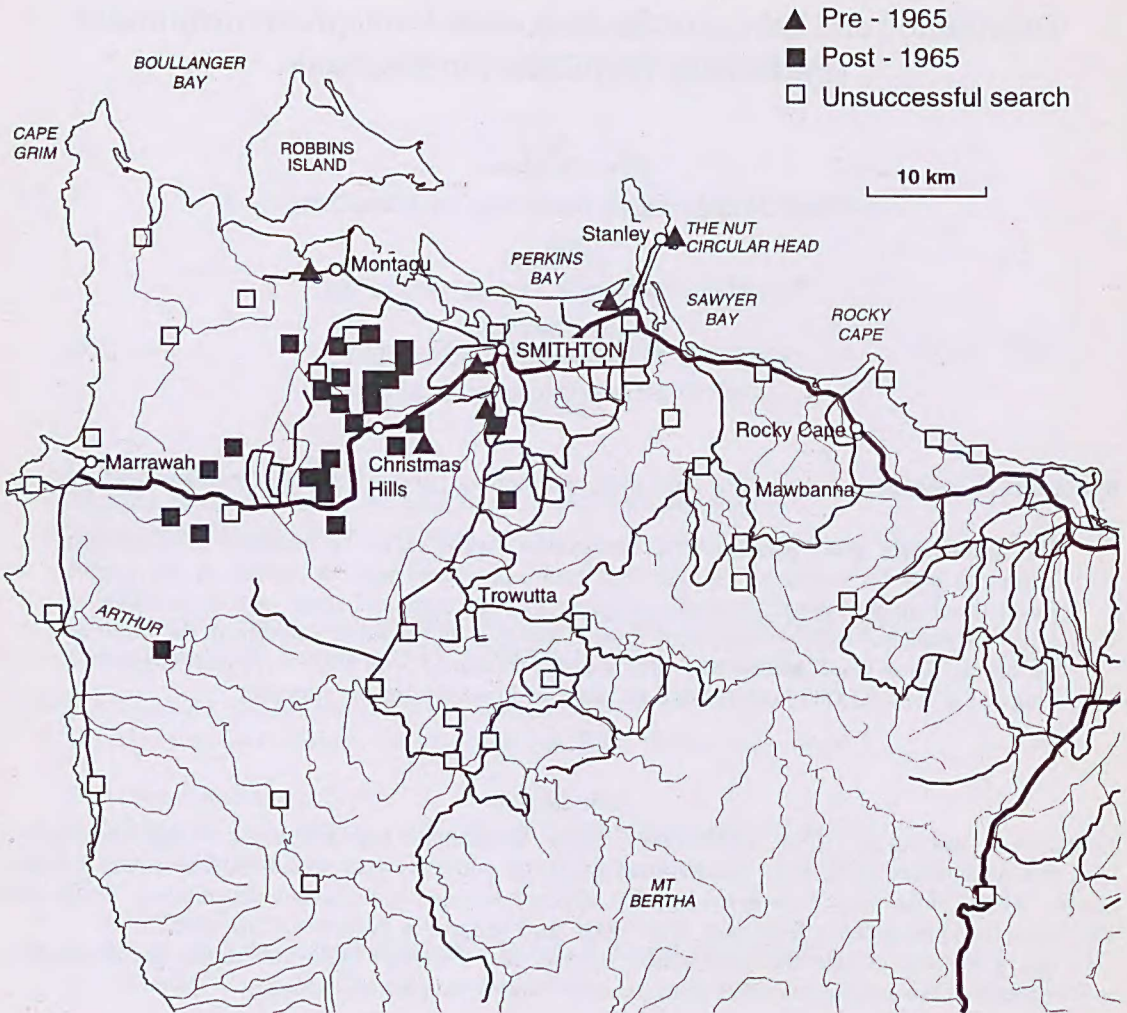 Pre - 1965
Post - 1965
Unsuccessful search
10 km
BOULLANGER
BAY
CAPE
GRIM
ROBBINS
ISLAND
Stanley
THE NUT
CIRCULAR HEAD
Montagu
PERKINS
BAY
SAWYER
BAY
ROCKY
CAPE
SMITHTON
Rocky Cape
Marrawah
Christmas
Hills
Mawbanna
Trowutta
ARTHUR
MT
BERTHA